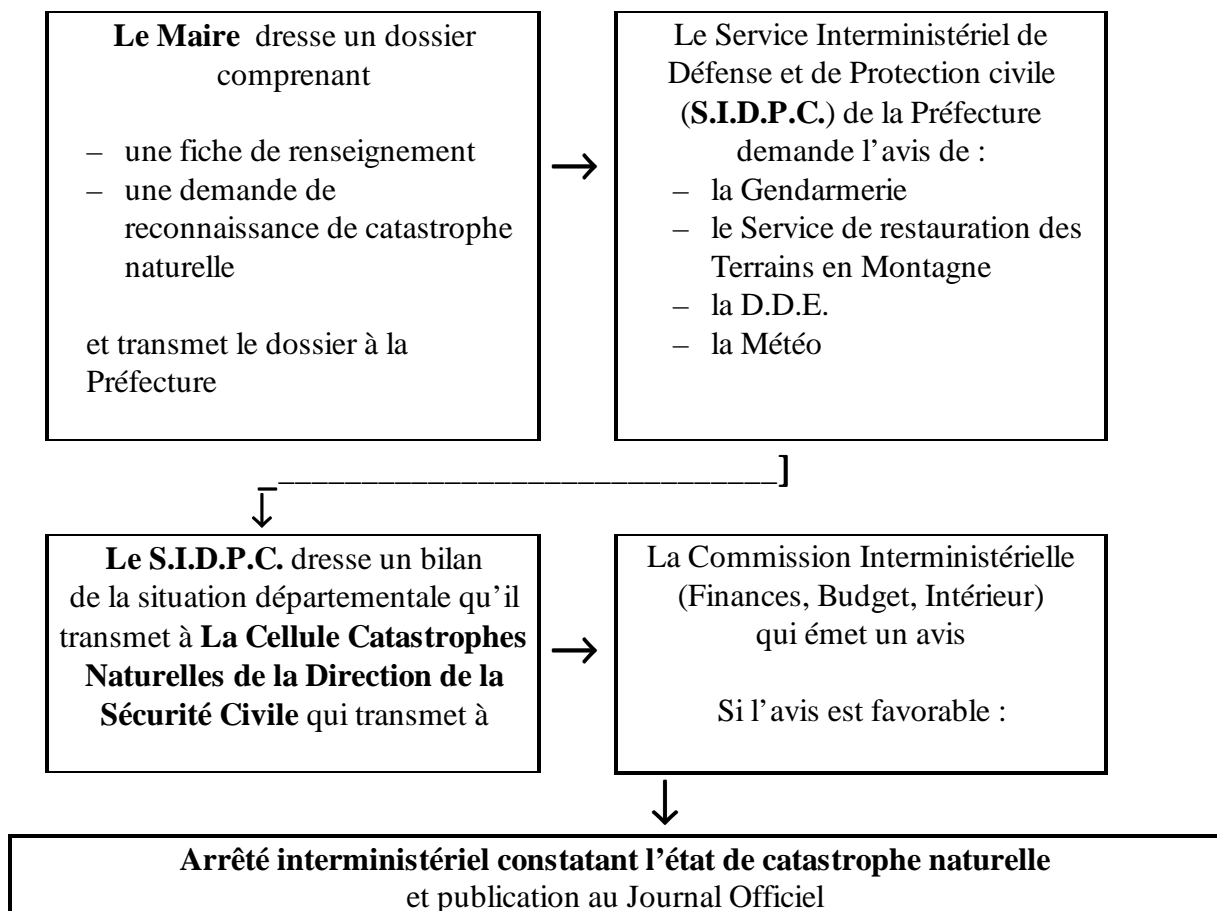 Le Maire dresse un dossier
comprenant
– une fiche de renseignement
– une demande de
reconnaissance de catastrophe
naturelle
et transmet le dossier à la
Préfecture
→
Le Service Interministériel de
Défense et de Protection civile
(S.I.D.P.C.) de la Préfecture
demande l’avis de :
– la Gendarmerie
– le Service de restauration des
Terrains en Montagne
– la D.D.E.
– la Météo
Le S.I.D.P.C. dresse un bilan
de la situation départementale qu’il
transmet à La Cellule Catastrophes
Naturelles de la Direction de la
Sécurité Civile qui transmet à
→
La Commission Interministérielle
(Finances, Budget, Intérieur)
qui émet un avis
Si l’avis est favorable :
Arrêté interministériel constatant l’état de catastrophe naturelle
et publication au Journal Officiel